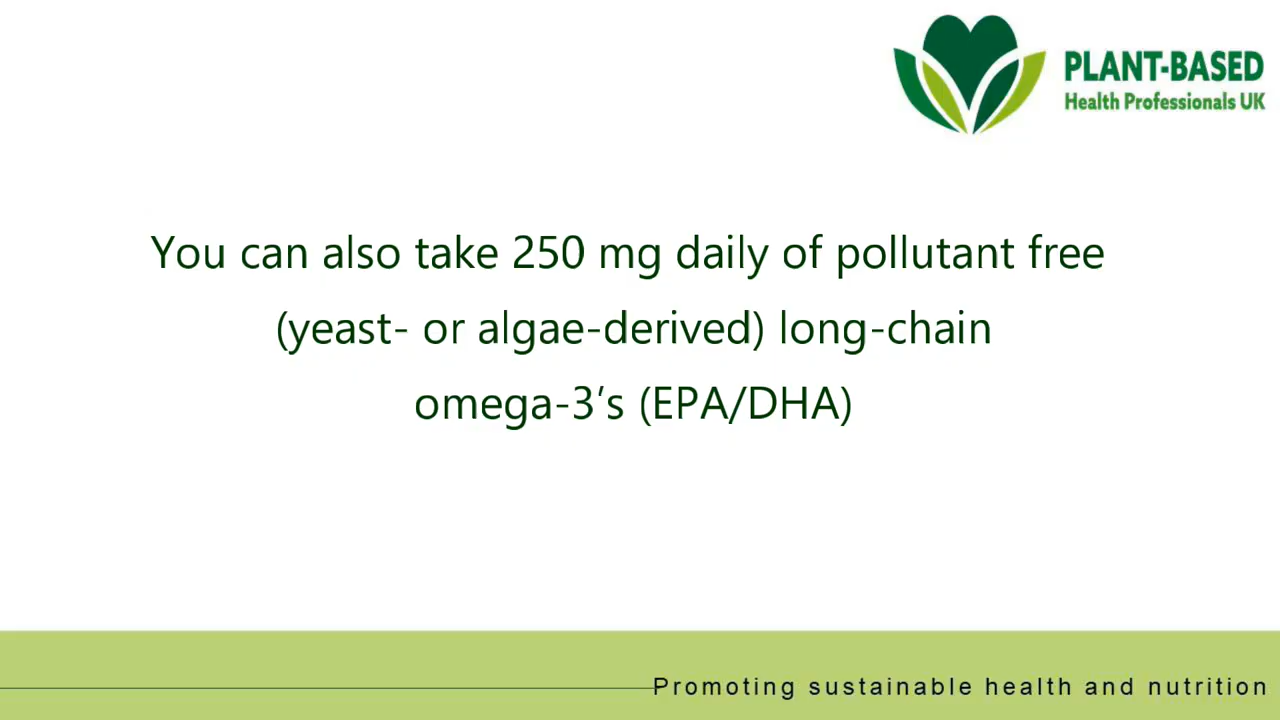 PLANT-BASED
Health Professionals UK
You can also take 250 mg daily of pollutant free
(yeast- or algae-derived) long-chain
omega-3’s (EPA/DHA)
Promoting sustainable health and nutrition